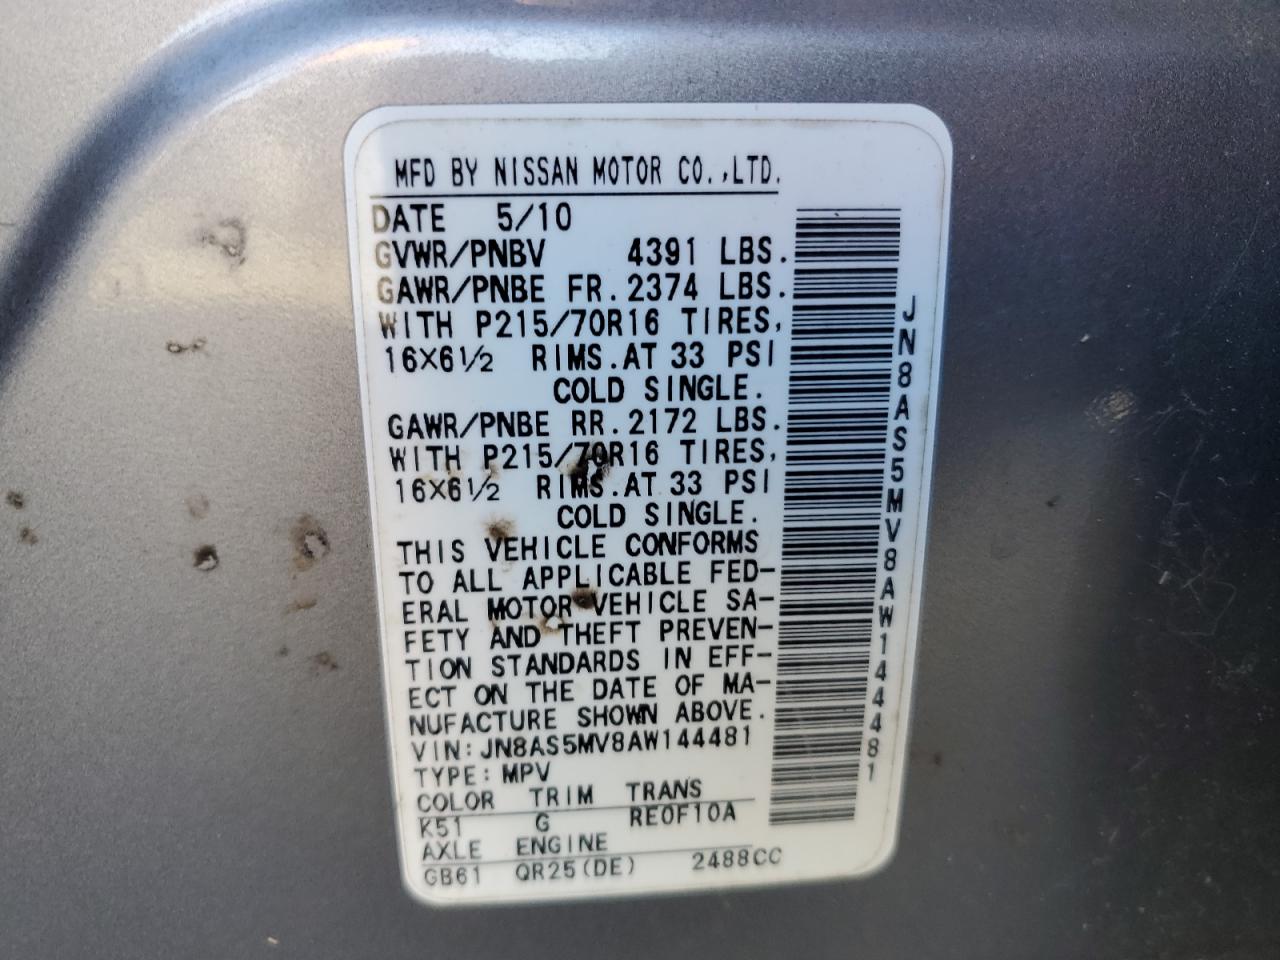 MFD BY NISSAN MOTOR CO.,LTD.
DATE 5/10
GVWR/PNBV 4391 LBS.
GAWR/PNBE FR.2374 LBS.
WITH P215/70R16 TIRES,
16X6½ RIMS.AT 33 PSI
COLD SINGLE.
GAWR/PNBE RR.2172 LBS.
WITH P215/70R16 TIRES,
16X6½ RIMS.AT 33 PSI
COLD SINGLE.
THIS VEHICLE CONFORMS
TO ALL APPLICABLE FED-
ERAL MOTOR VEHICLE SA-
FETY AND THEFT PREVEN-
TION STANDARDS IN EFF-
ECT ON THE DATE OF MA-
NUFACTURE SHOWN ABOVE.
VIN:JN8AS5MV8AW144481
TYPE:MPV
COLOR TRIM TRANS
K51 G RE0F10A
AXLE ENGINE
GB61 QR25(DE) 2488CC
JN8AS5MV8AW144481